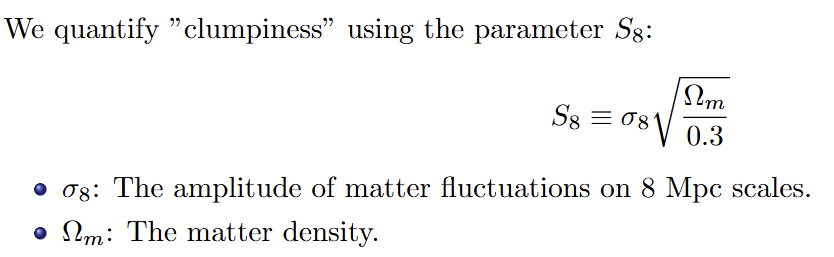 We quantify ”clumpiness” using the parameter S₈:
S₈ ≡ σ₈√(Ωₘ/0.3)
• σ₈: The amplitude of matter fluctuations on 8 Mpc scales.
• Ωₘ: The matter density.